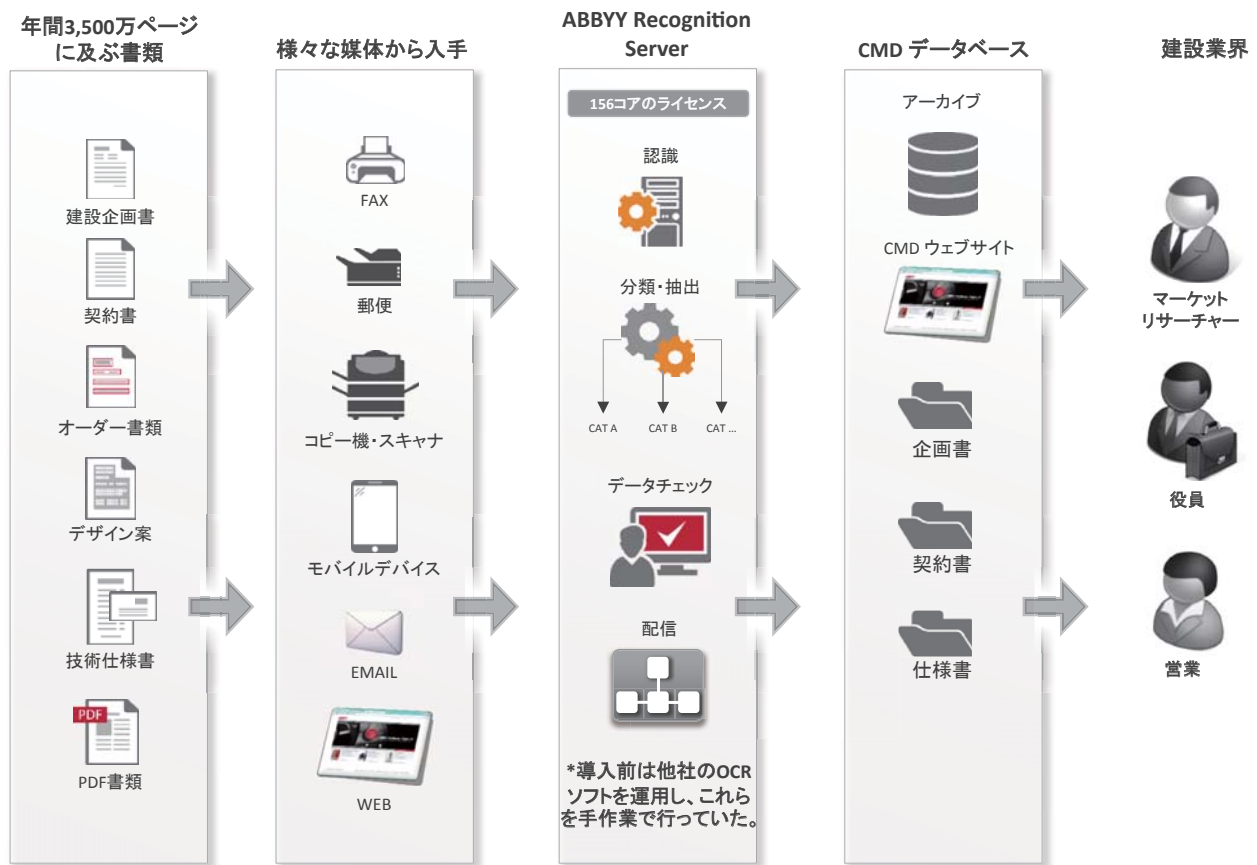 年間3,500万ページ
に及ぶ書類
建設企画書
契約書
オーダー書類
デザイン案
技術仕様書
PDF
PDF書類
様々な媒体から入手
FAX
郵便
コピー機・スキャナ
モバイルデバイス
EMAIL
WEB
ABBYY Recognition
Server
156コアのライセンス
認識
分類・抽出
CAT A
CAT B
CAT ...
データチェック
配信
*導入前は他社のOCR
ソフトを運用し、これら
を手作業で行っていた。
CMD データベース
アーカイブ
CMD ウェブサイト
企画書
契約書
仕様書
建設業界
マーケット
リサーチャー
役員
営業